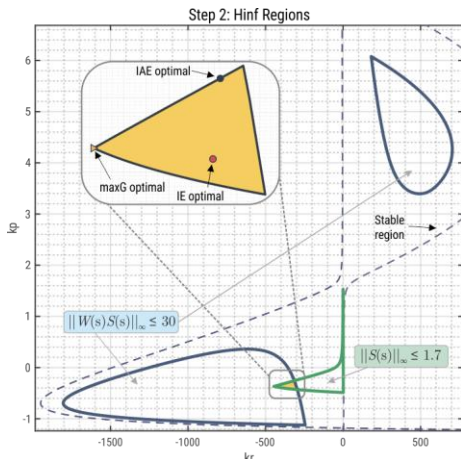 Step 2: Hinf Regions
6
5
4
3
2
1
0
-1
kp
IAE optimal
maxG optimal
IE optimal
Stable
region
||W(s)S(s)||∞ ≤ 30
||S(s)||∞ ≤ 1.7
-1500
-1000
-500
0
500